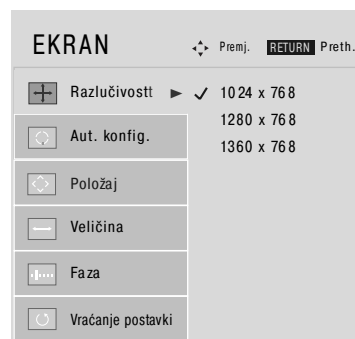 EKRAN
Premj. RETURN Preth.
Razlučivostt
1024 x 768
1280 x 768
1360 x 768
Aut. konfig.
Položaj
Veličina
Faza
Vraćanje postavki